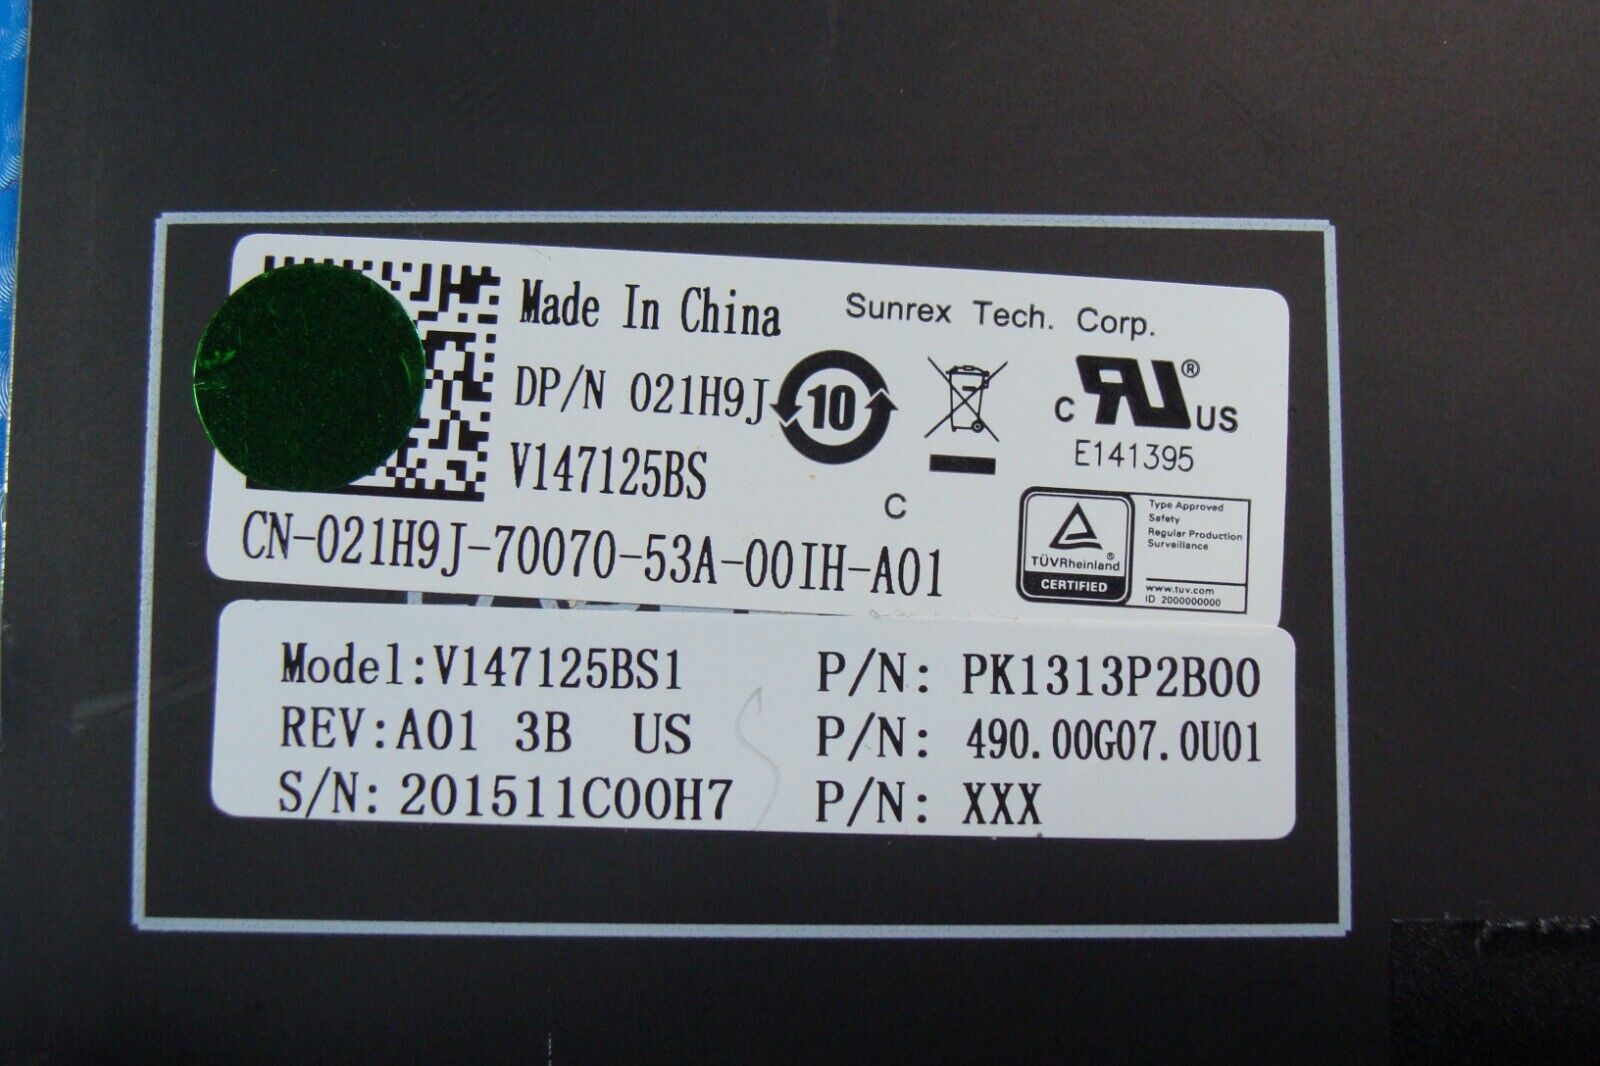 Made In China
Sunrex Tech. Corp.
DP/N 021H9J
10
c RU ® US
V147125BS
E141395
C
CN-021H9J-70070-53A-00IH-A01
TÜVRheinland ®
CERTIFIED
Type Approved
Safety
Regular Production
Surveillance
www.tuv.com
ID 2000000000
Model:V147125BS1
P/N: PK1313P2B00
REV:A01 3B US
P/N: 490.00G07.0U01
S/N: 201511C00H7
P/N: XXX